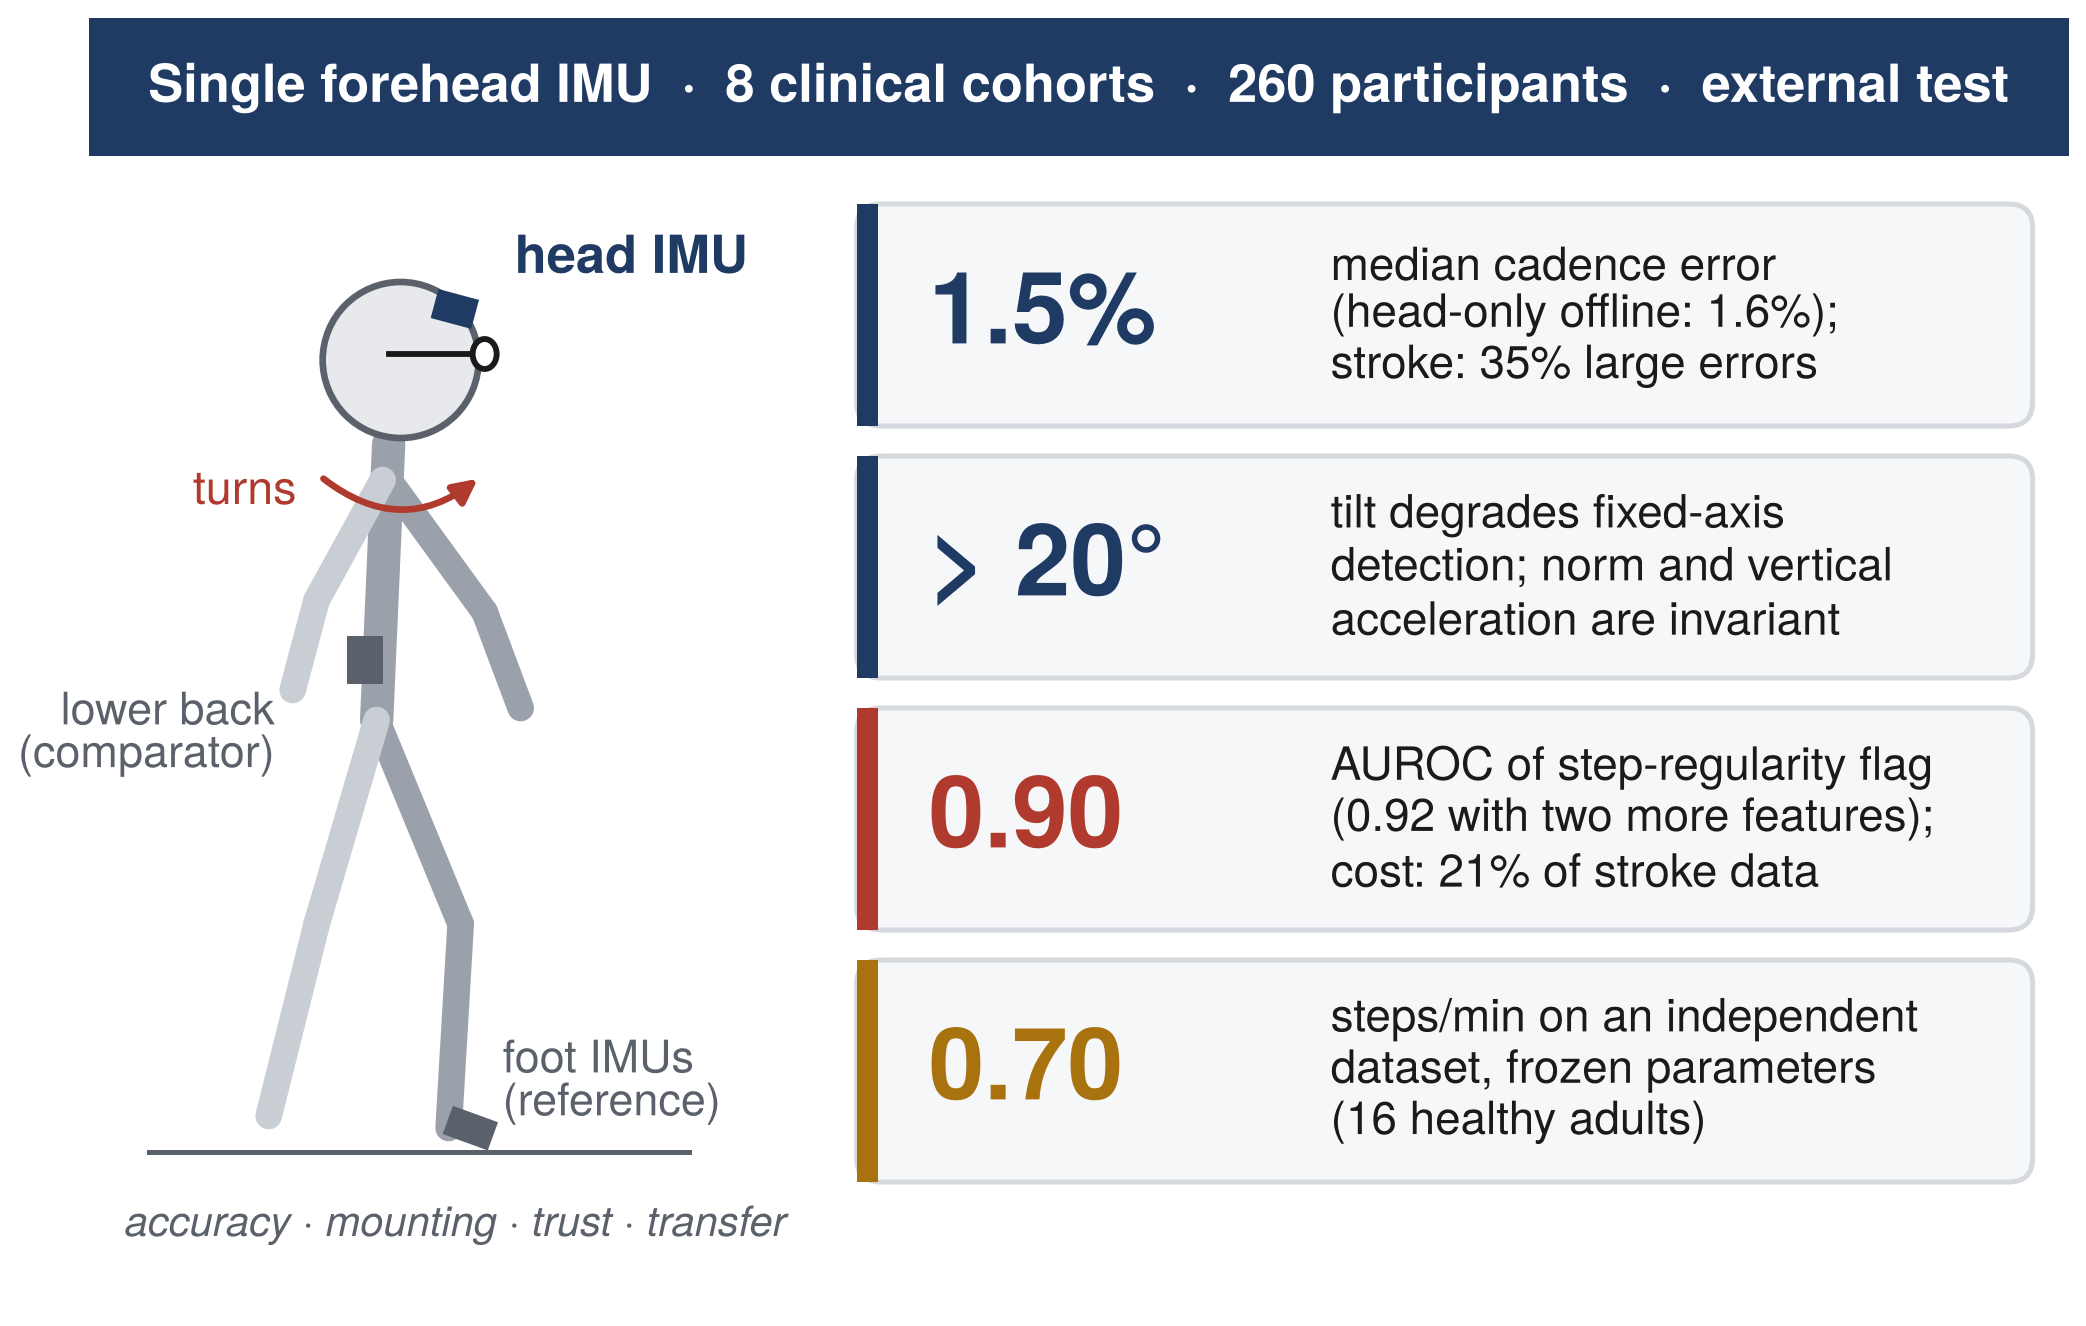 Single forehead IMU · 8 clinical cohorts · 260 participants · external test
head IMU
turns
lower back
(comparator)
foot IMUs
(reference)
accuracy · mounting · trust · transfer
1.5%
median cadence error
(head-only offline: 1.6%);
stroke: 35% large errors
> 20°
tilt degrades fixed-axis
detection; norm and vertical
acceleration are invariant
0.90
AUROC of step-regularity flag
(0.92 with two more features);
cost: 21% of stroke data
0.70
steps/min on an independent
dataset, frozen parameters
(16 healthy adults)